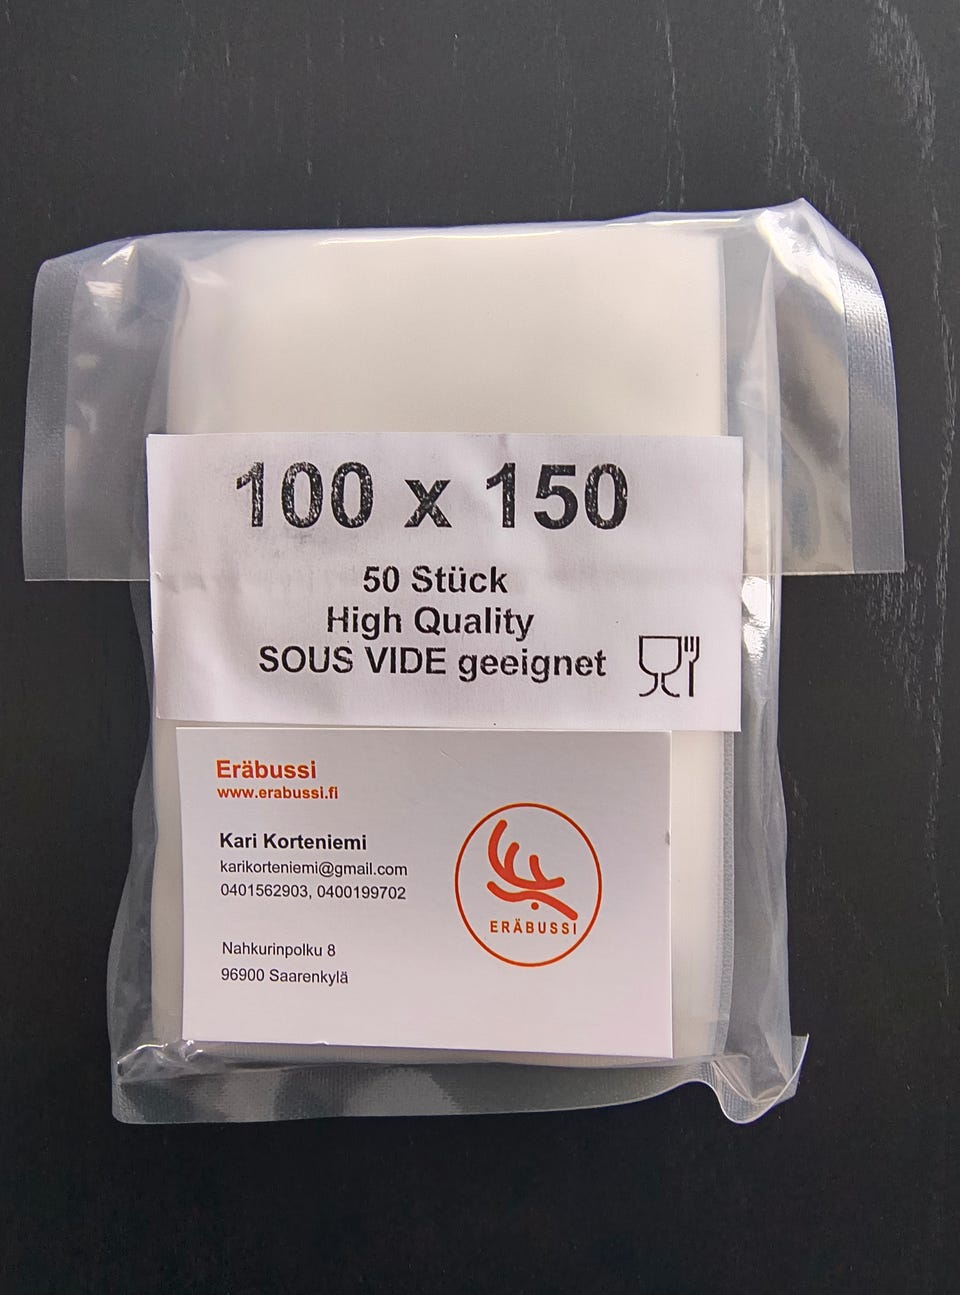 100 x 150
50 Stück
High Quality
SOUS VIDE geeignet
Eräbussi
www.erabussi.fi
Kari Korteniemi
karikorteniemi@gmail.com
0401562903, 0400199702
Nahkurinpolku 8
96900 Saarenkylä
ERÄBUSSI